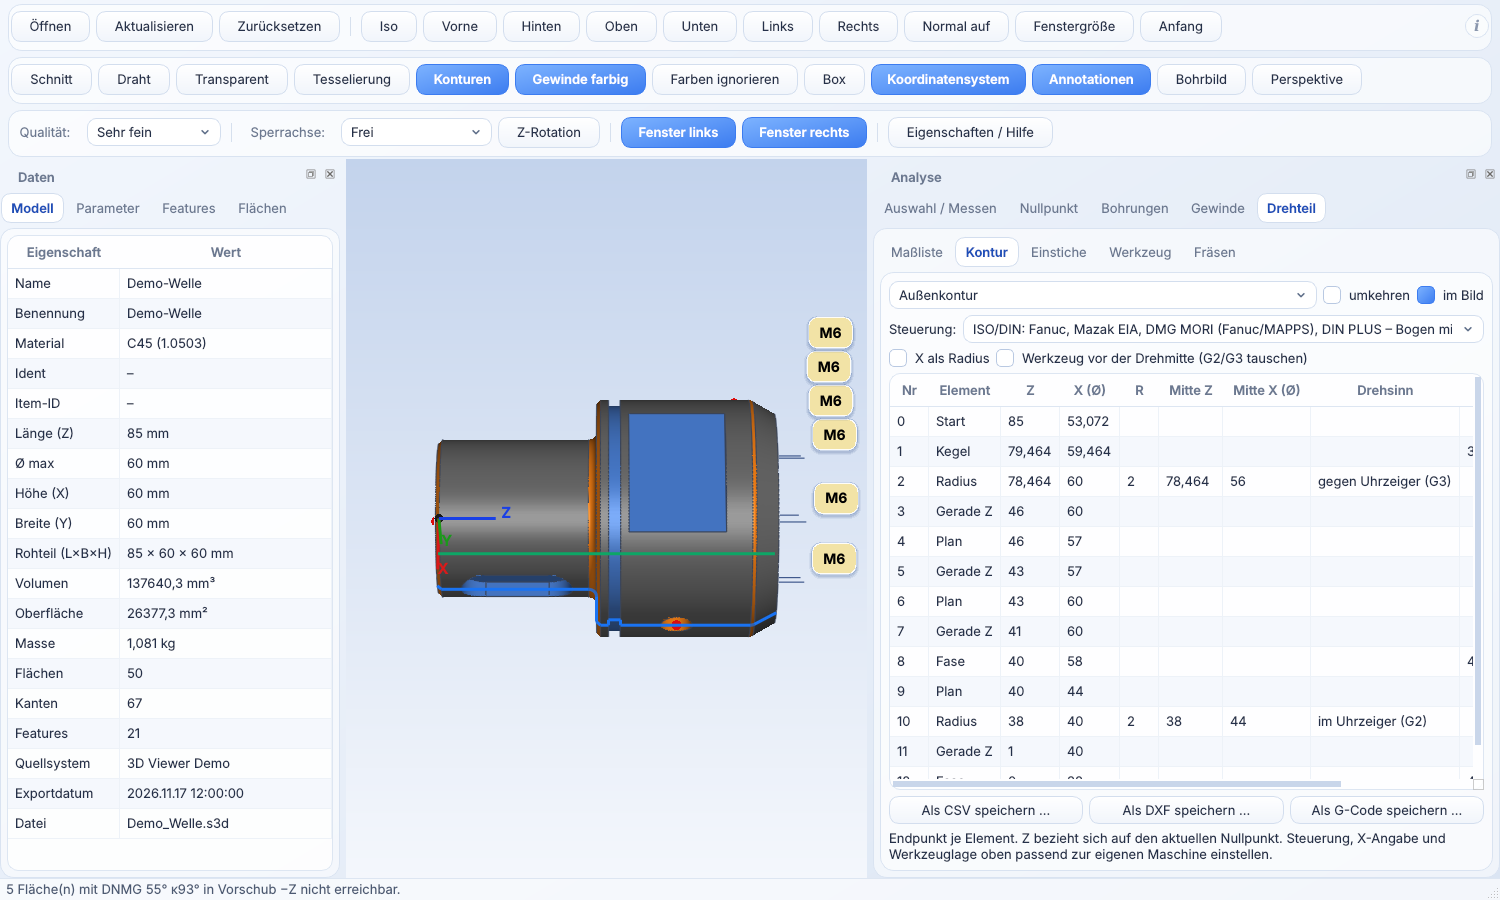 Öffnen Aktualisieren Zurücksetzen Iso Vorne Hinten Oben Unten Links Rechts Normal auf Fenstergröße Anfang i
Schnitt Draht Transparent Tesselierung Konturen Gewinde farbig Farben ignorieren Box Koordinatensystem Annotationen Bohrbild Perspektive
Qualität: Sehr fein Sperrachse: Frei Z-Rotation Fenster links Fenster rechts Eigenschaften / Hilfe
Daten
Modell Parameter Features Flächen
Eigenschaft Wert
Name Demo-Welle
Benennung Demo-Welle
Material C45 (1.0503)
Ident –
Item-ID –
Länge (Z) 85 mm
Ø max 60 mm
Höhe (X) 60 mm
Breite (Y) 60 mm
Rohteil (L×B×H) 85 × 60 × 60 mm
Volumen 137640,3 mm³
Oberfläche 26377,3 mm²
Masse 1,081 kg
Flächen 50
Kanten 67
Features 21
Quellsystem 3D Viewer Demo
Exportdatum 2026.11.17 12:00:00
Datei Demo_Welle.s3d
M6
M6
M6
M6
M6
M6
Z
Y
X
Analyse
Auswahl / Messen Nullpunkt Bohrungen Gewinde Drehteil
Maßliste Kontur Einstiche Werkzeug Fräsen
Außenkontur umkehren im Bild
Steuerung: ISO/DIN: Fanuc, Mazak EIA, DMG MORI (Fanuc/MAPPS), DIN PLUS – Bogen mi
X als Radius Werkzeug vor der Drehmitte (G2/G3 tauschen)
Nr Element Z X (Ø) R Mitte Z Mitte X (Ø) Drehsinn
0 Start 85 53,072
1 Kegel 79,464 59,464 3
2 Radius 78,464 60 2 78,464 56 gegen Uhrzeiger (G3)
3 Gerade Z 46 60
4 Plan 46 57
5 Gerade Z 43 57
6 Plan 43 60
7 Gerade Z 41 60
8 Fase 40 58 4
9 Plan 40 44
10 Radius 38 40 2 38 44 im Uhrzeiger (G2)
11 Gerade Z 1 40
Als CSV speichern ... Als DXF speichern ... Als G-Code speichern ...
Endpunkt je Element. Z bezieht sich auf den aktuellen Nullpunkt. Steuerung, X-Angabe und
Werkzeuglage oben passend zur eigenen Maschine einstellen.
5 Fläche(n) mit DNMG 55° κ93° in Vorschub −Z nicht erreichbar.